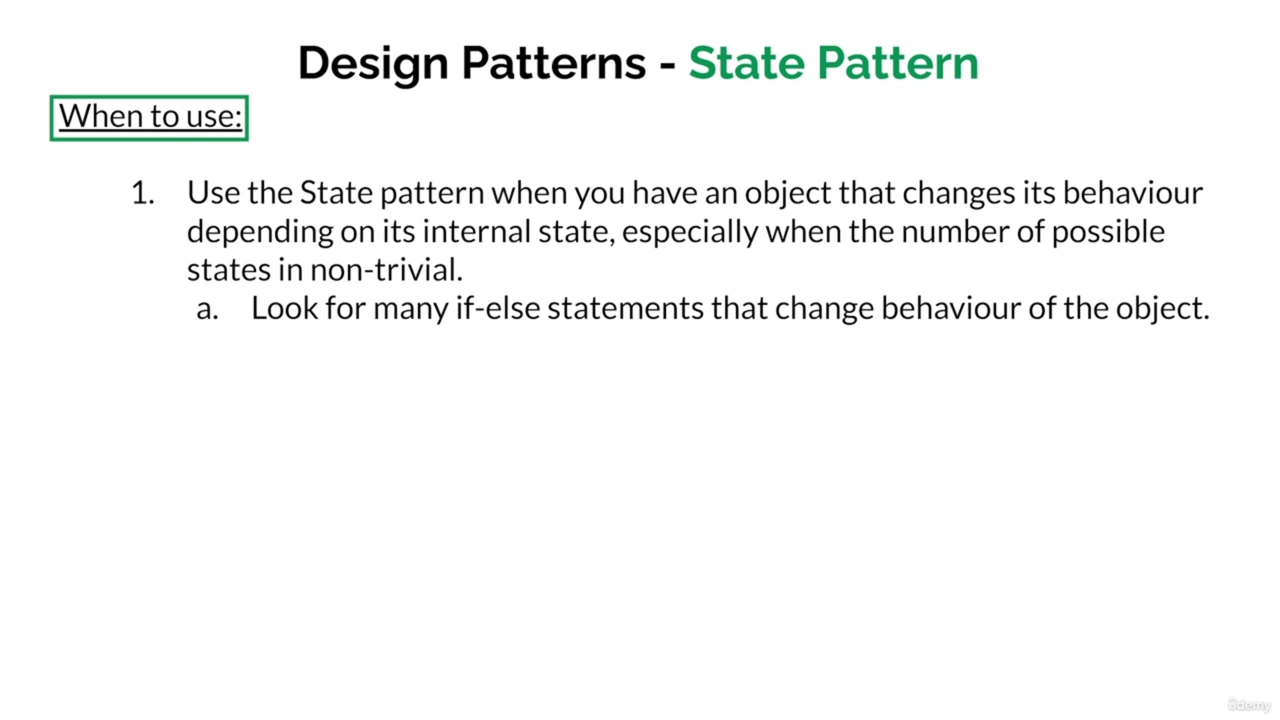 Design Patterns - State Pattern
When to use:
1. Use the State pattern when you have an object that changes its behaviour
depending on its internal state, especially when the number of possible
states in non-trivial.
a. Look for many if-else statements that change behaviour of the object.
ûdemy